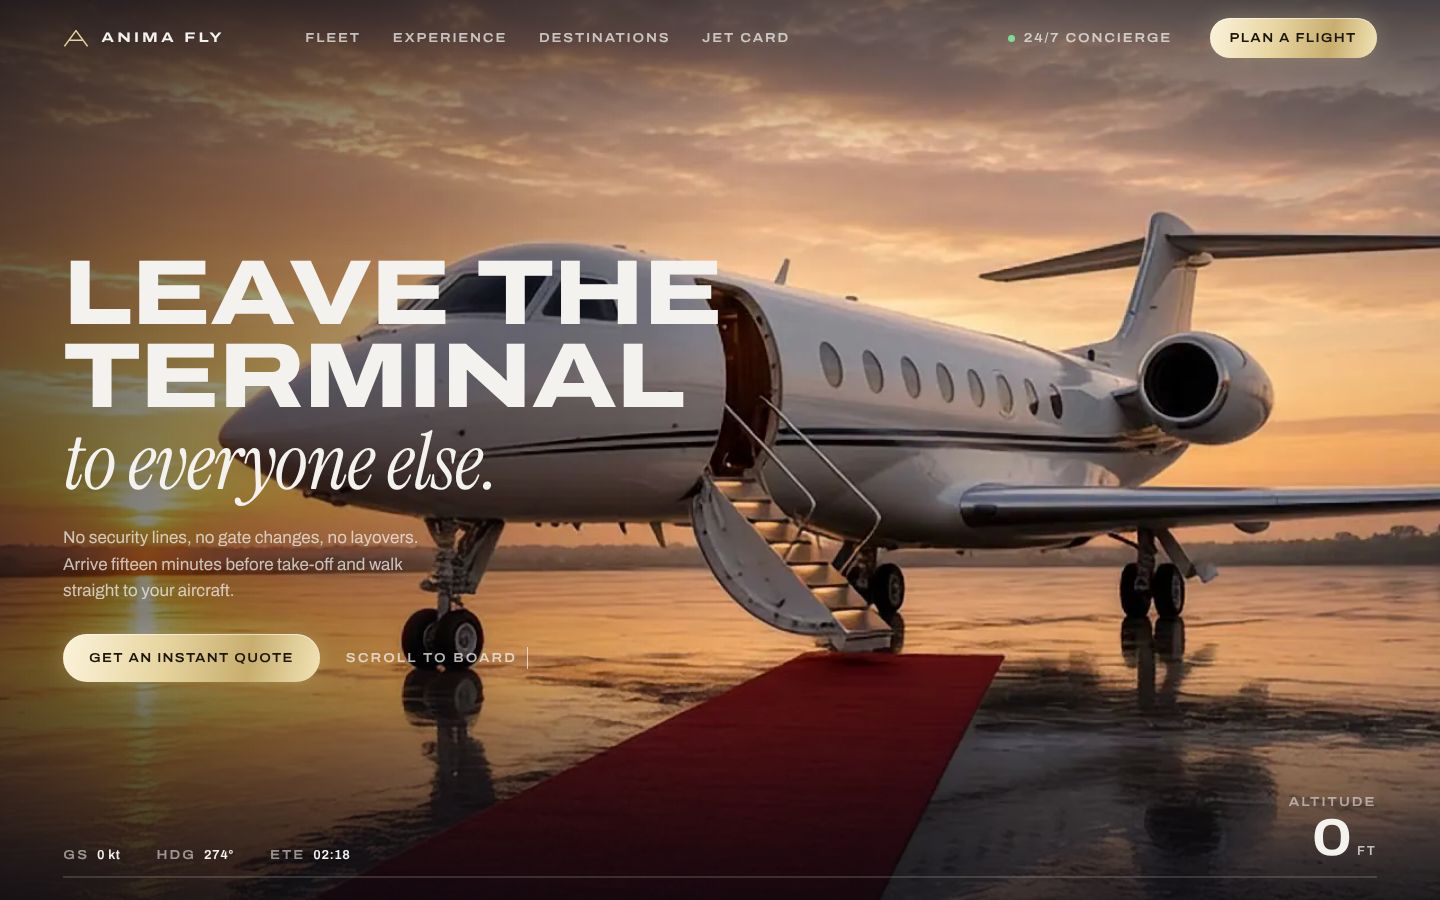 ANIMA FLY
FLEET
EXPERIENCE
DESTINATIONS
JET CARD
24/7 CONCIERGE
PLAN A FLIGHT
LEAVE THE
TERMINAL
to everyone else.
No security lines, no gate changes, no layovers.
Arrive fifteen minutes before take-off and walk
straight to your aircraft.
GET AN INSTANT QUOTE
SCROLL TO BOARD
ALTITUDE
0 FT
GS 0 kt
HDG 274°
ETE 02:18